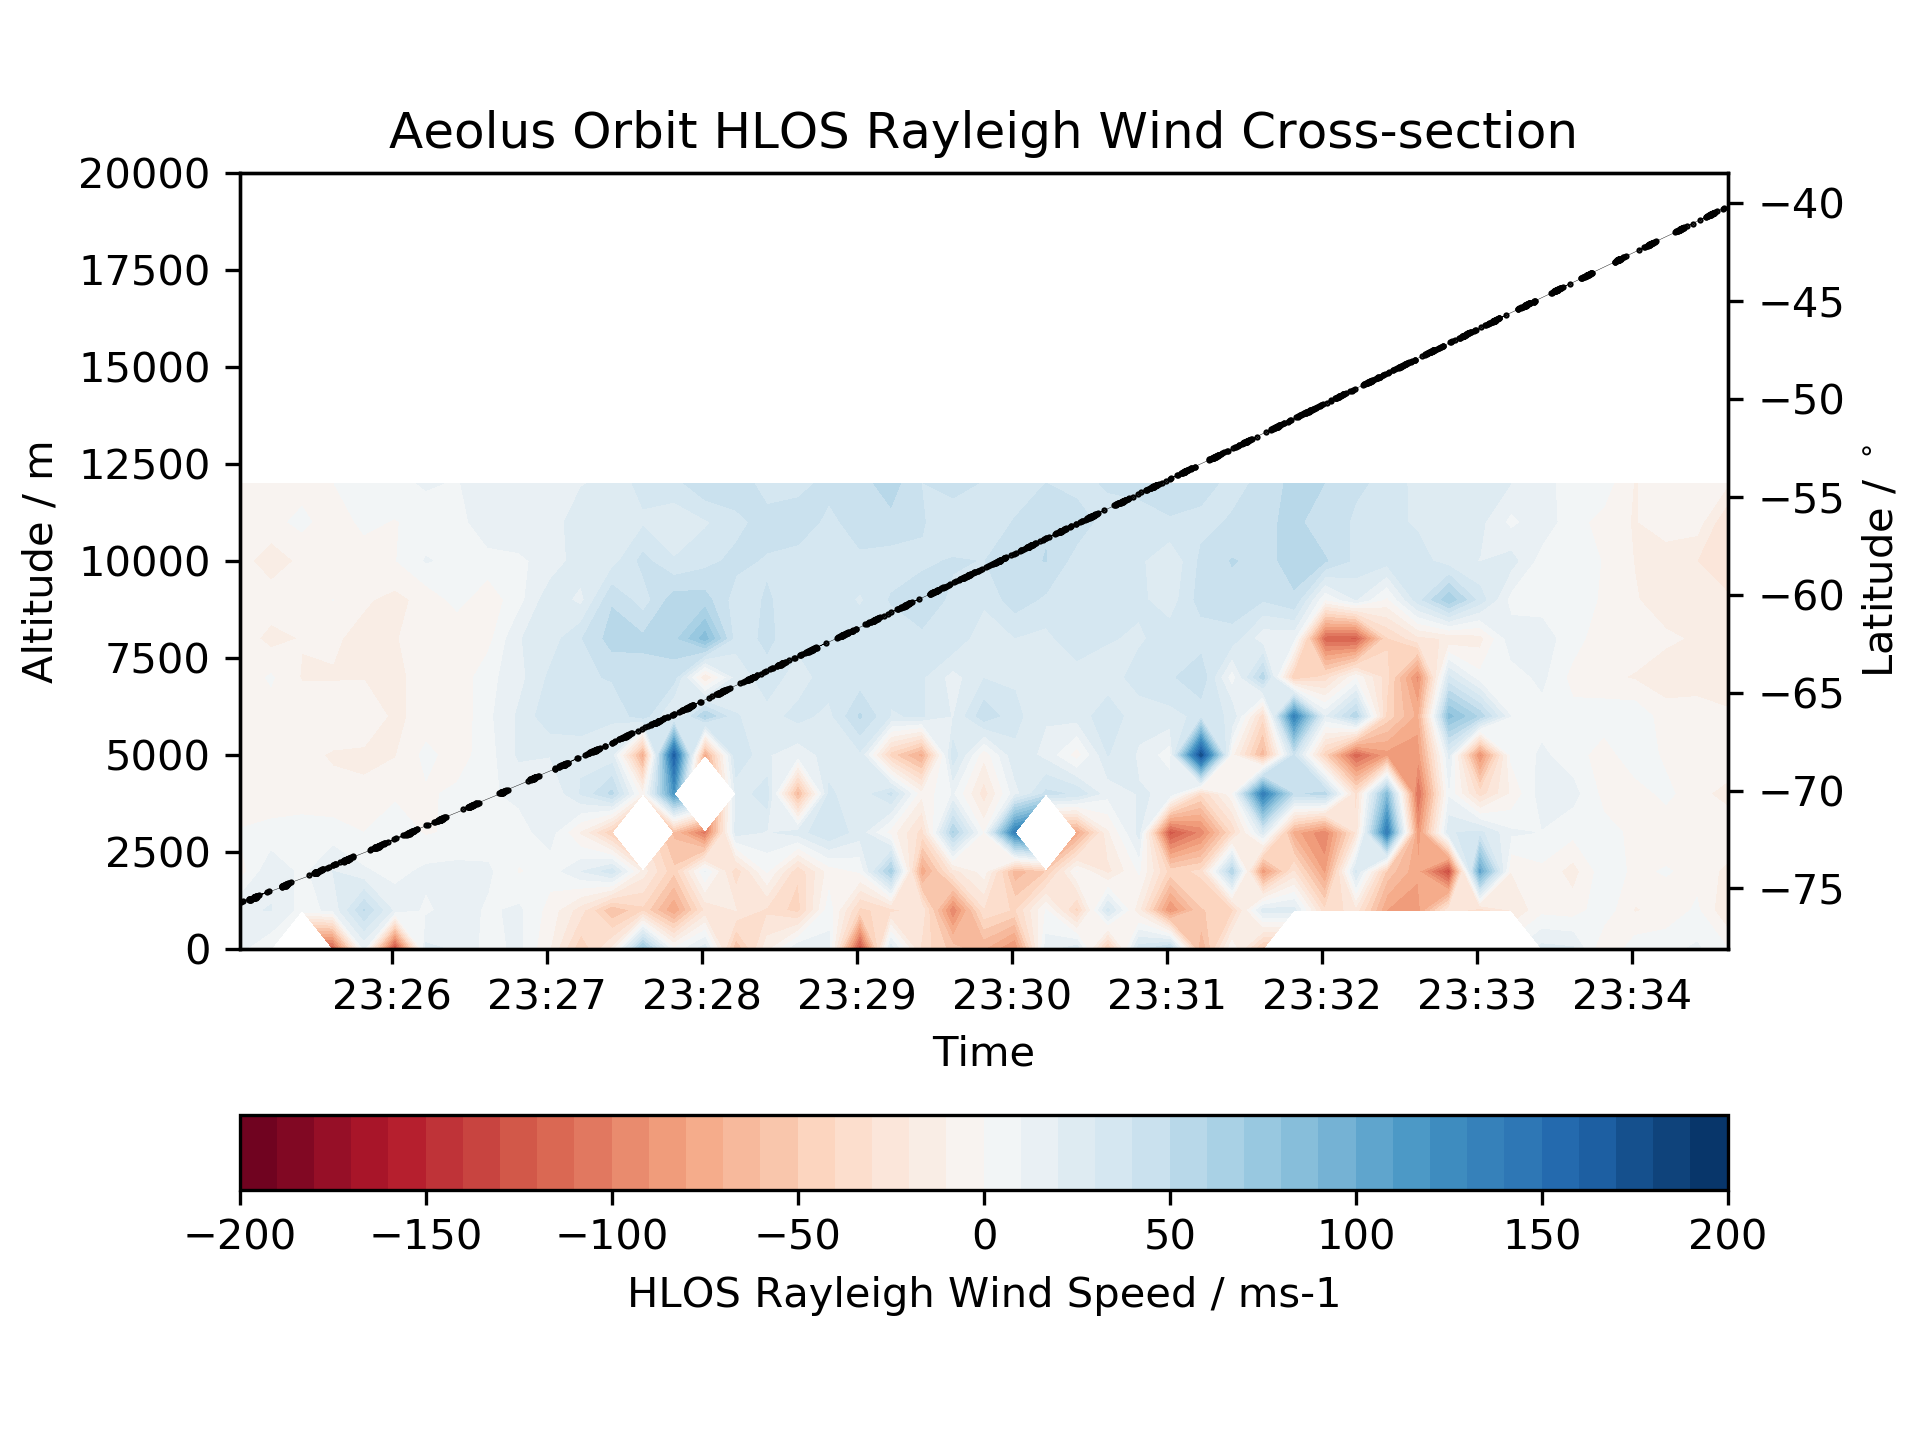 Aeolus Orbit HLOS Rayleigh Wind Cross-section
20000
17500
15000
12500
10000
7500
5000
2500
0
Altitude / m
−40
−45
−50
−55
−60
−65
−70
−75
Latitude / °
23:26 23:27 23:28 23:29 23:30 23:31 23:32 23:33 23:34
Time
−200 −150 −100 −50 0 50 100 150 200
HLOS Rayleigh Wind Speed / ms-1